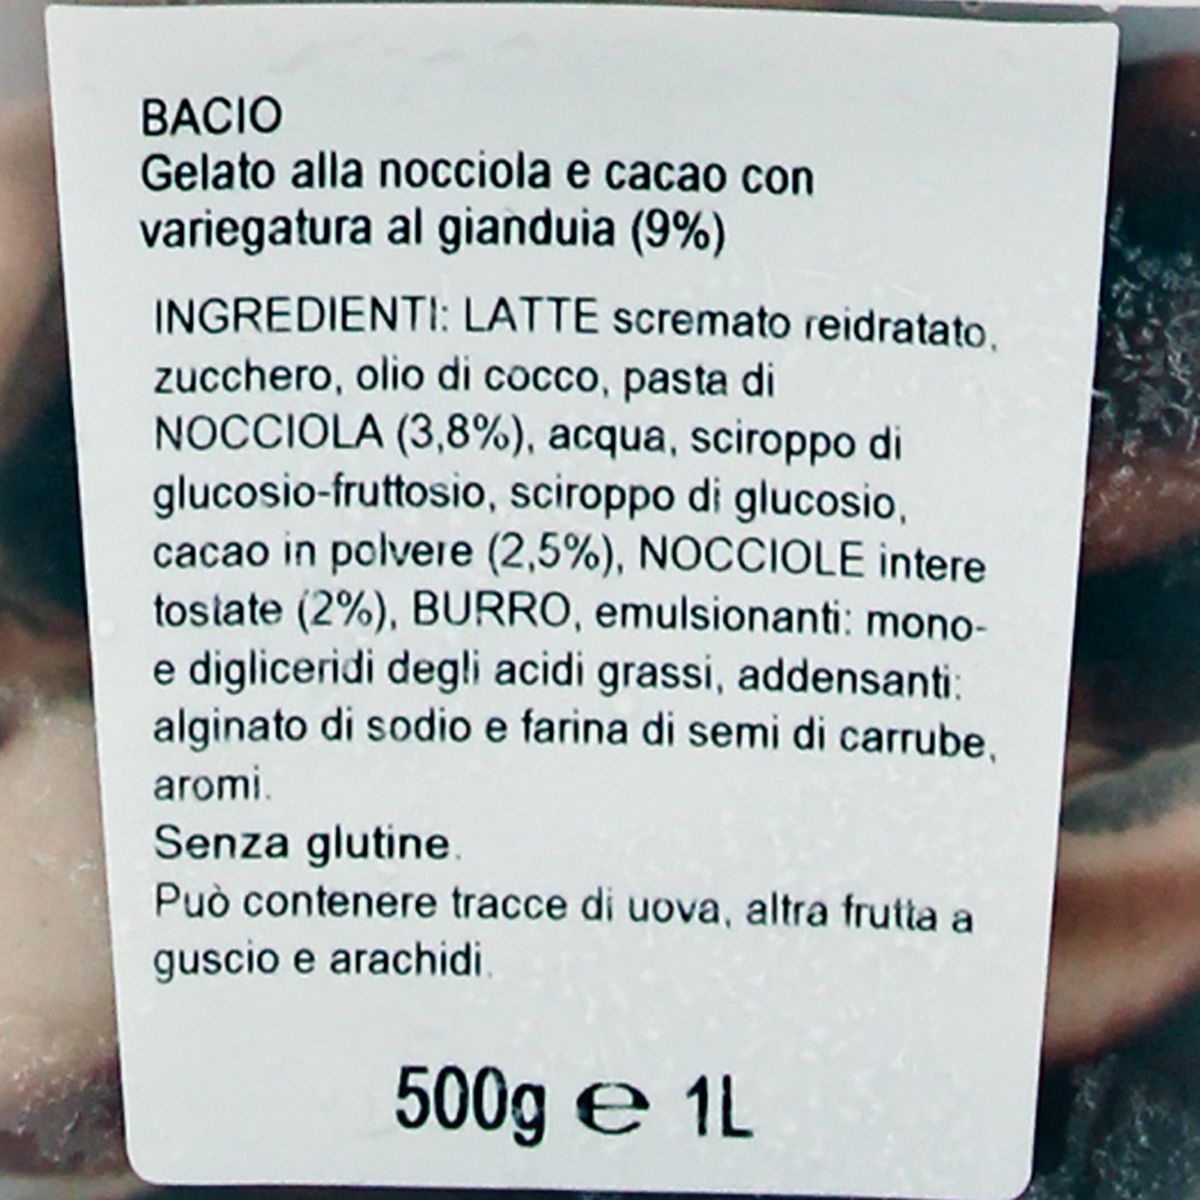 BACIO
Gelato alla nocciola e cacao con
variegatura al gianduia (9%)
INGREDIENTI: LATTE scremato reidratato,
zucchero, olio di cocco, pasta di
NOCCIOLA (3,8%), acqua, sciroppo di
glucosio-fruttosio, sciroppo di glucosio,
cacao in polvere (2,5%), NOCCIOLE intere
tostate (2%), BURRO, emulsionanti: mono-
e digliceridi degli acidi grassi, addensanti:
alginato di sodio e farina di semi di carrube,
aromi.
Senza glutine.
Può contenere tracce di uova, altra frutta a
guscio e arachidi.
500g ℮ 1L